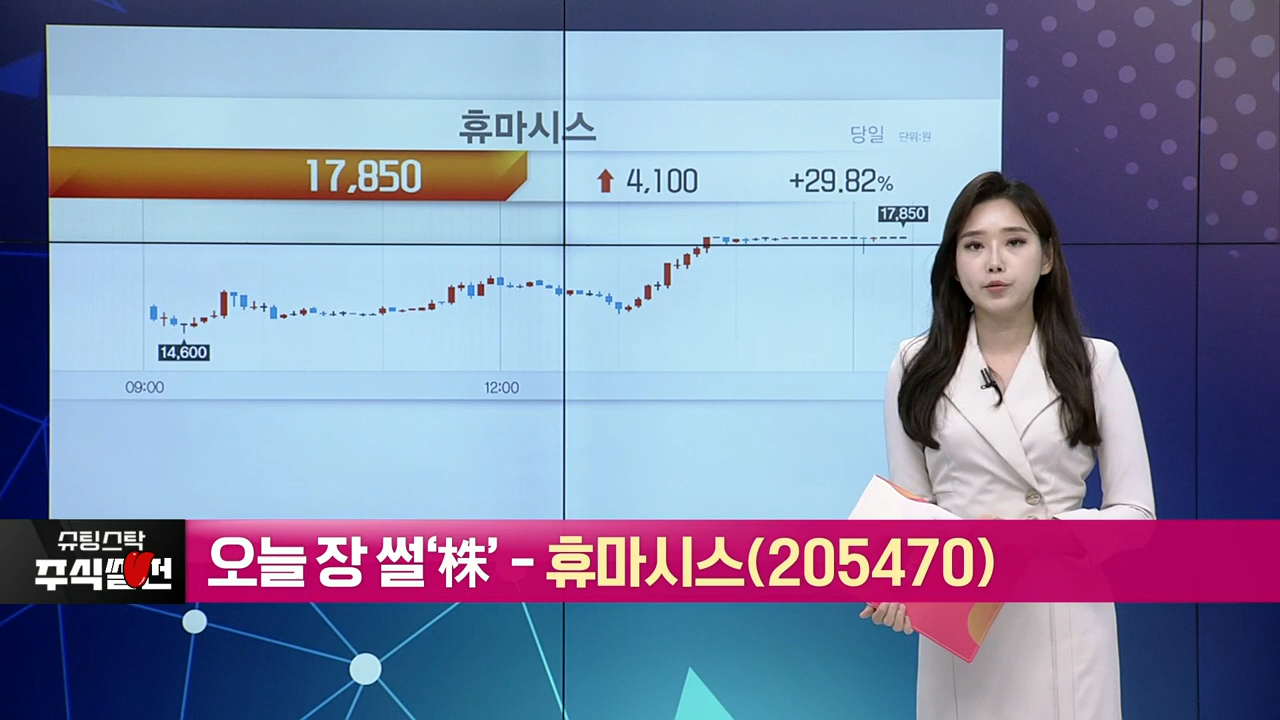 휴마시스
당일 단위:원
17,850 4,100 +29.82%
17,850
14,600
09:00 12:00
슈팅스탁
주식썰전
오늘 장 썰‘株’ - 휴마시스(205470)